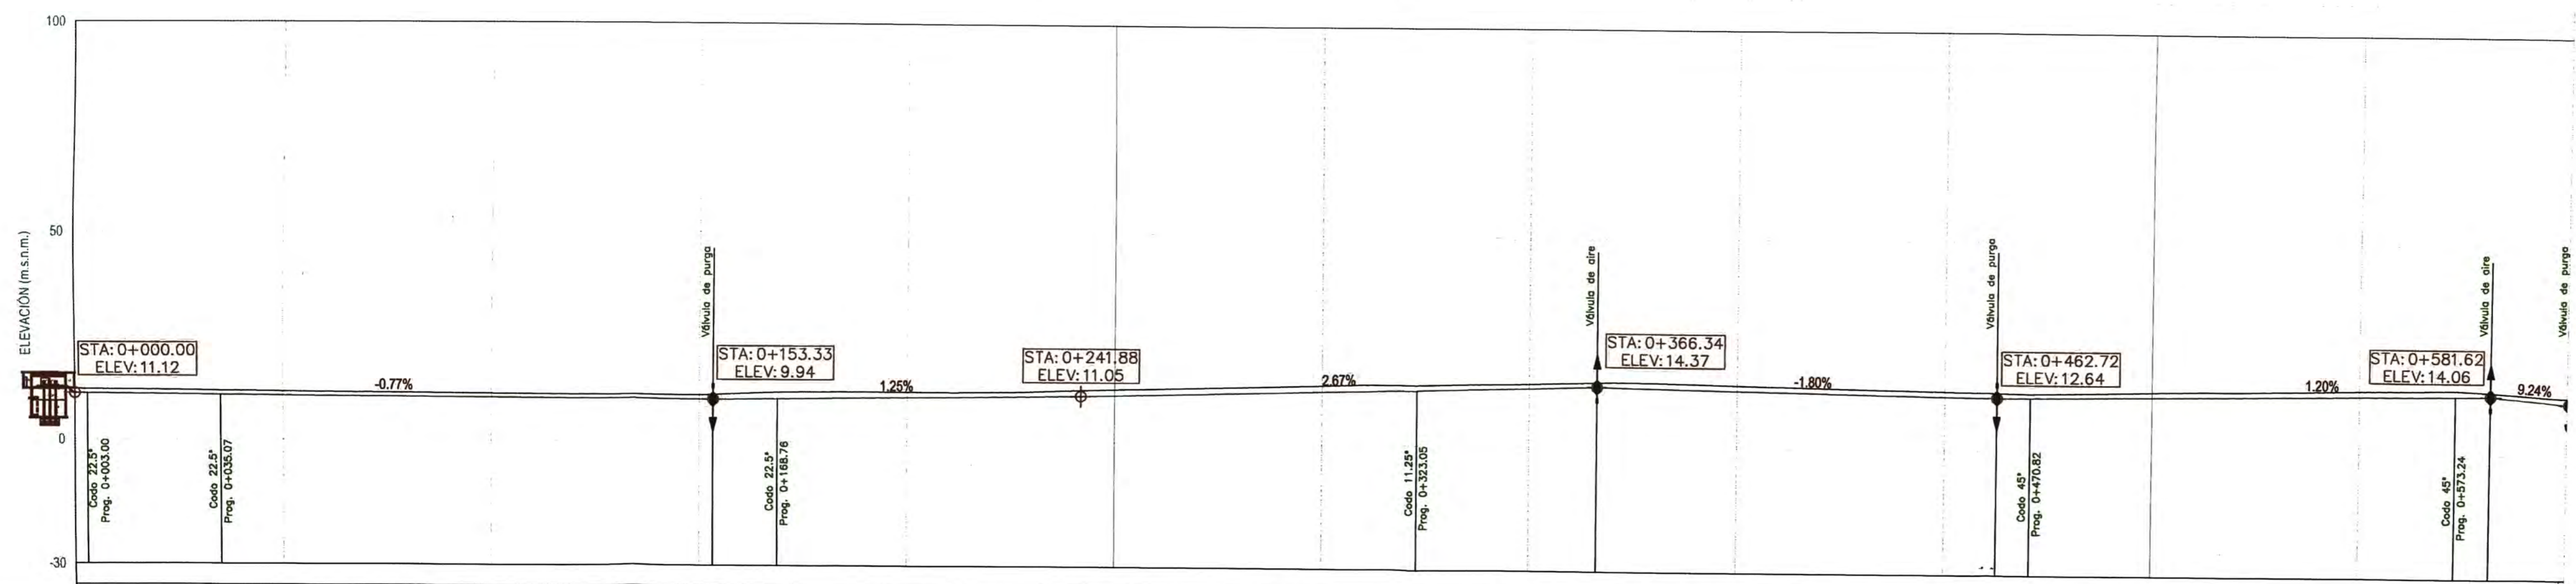 100
50
0
-30
ELEVACIÓN (m.s.n.m.)
STA: 0+000.00
ELEV: 11.12
-0.77%
Codo 22.5°
Prog. 0+003.00
Codo 22.5°
Prog. 0+035.07
Válvula de purga
STA: 0+153.33
ELEV: 9.94
Codo 22.5°
Prog. 0+168.76
1.25%
STA: 0+241.88
ELEV: 11.05
2.67%
Codo 11.25°
Prog. 0+323.05
Válvula de aire
STA: 0+366.34
ELEV: 14.37
-1.80%
Válvula de purga
STA: 0+462.72
ELEV: 12.64
Codo 45°
Prog. 0+470.82
1.20%
STA: 0+581.62
ELEV: 14.06
Codo 45°
Prog. 0+573.24
Válvula de aire
9.24%
Válvula de purga